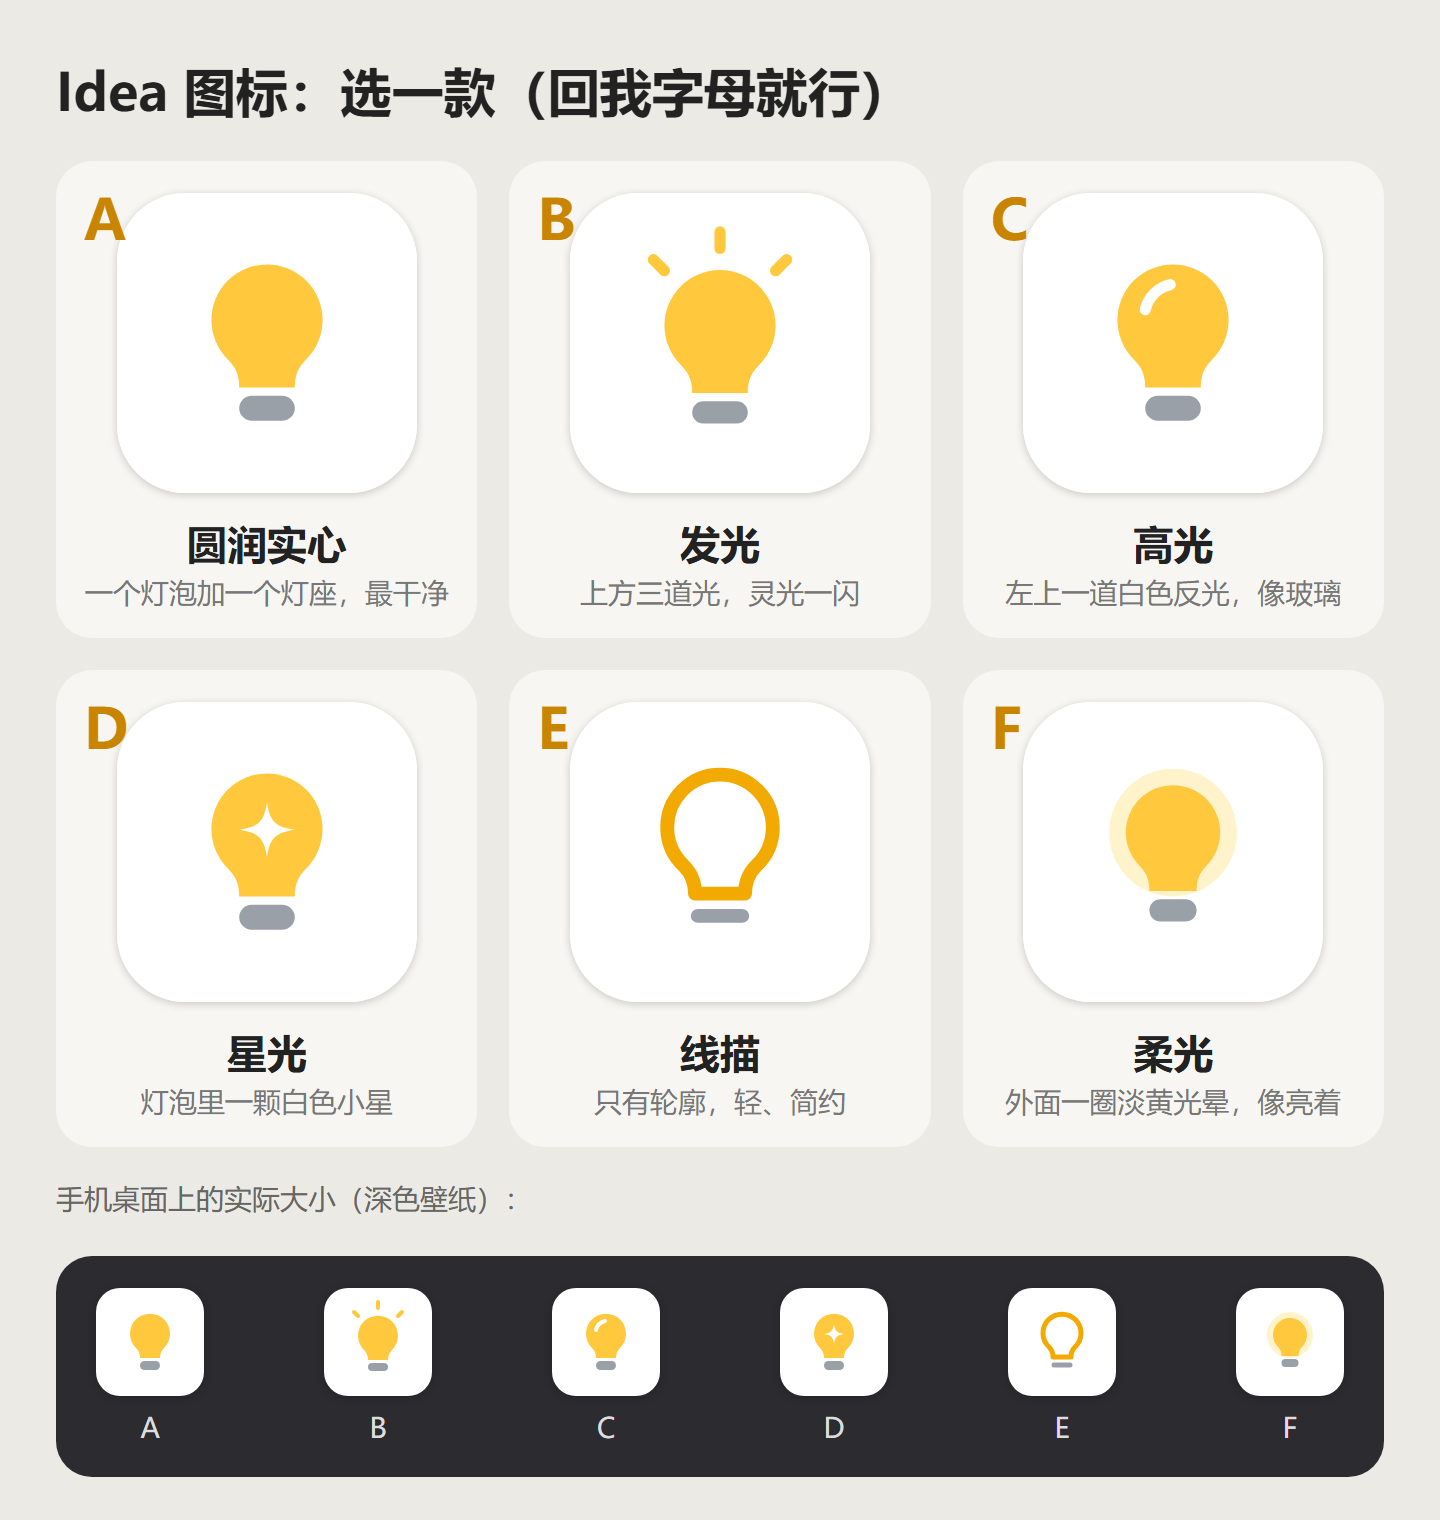 Idea 图标：选一款（回我字母就行）
A
B
C
圆润实心
一个灯泡加一个灯座，最干净
发光
上方三道光，灵光一闪
高光
左上一道白色反光，像玻璃
D
E
F
星光
灯泡里一颗白色小星
线描
只有轮廓，轻、简约
柔光
外面一圈淡黄光晕，像亮着
手机桌面上的实际大小（深色壁纸）：
A
B
C
D
E
F